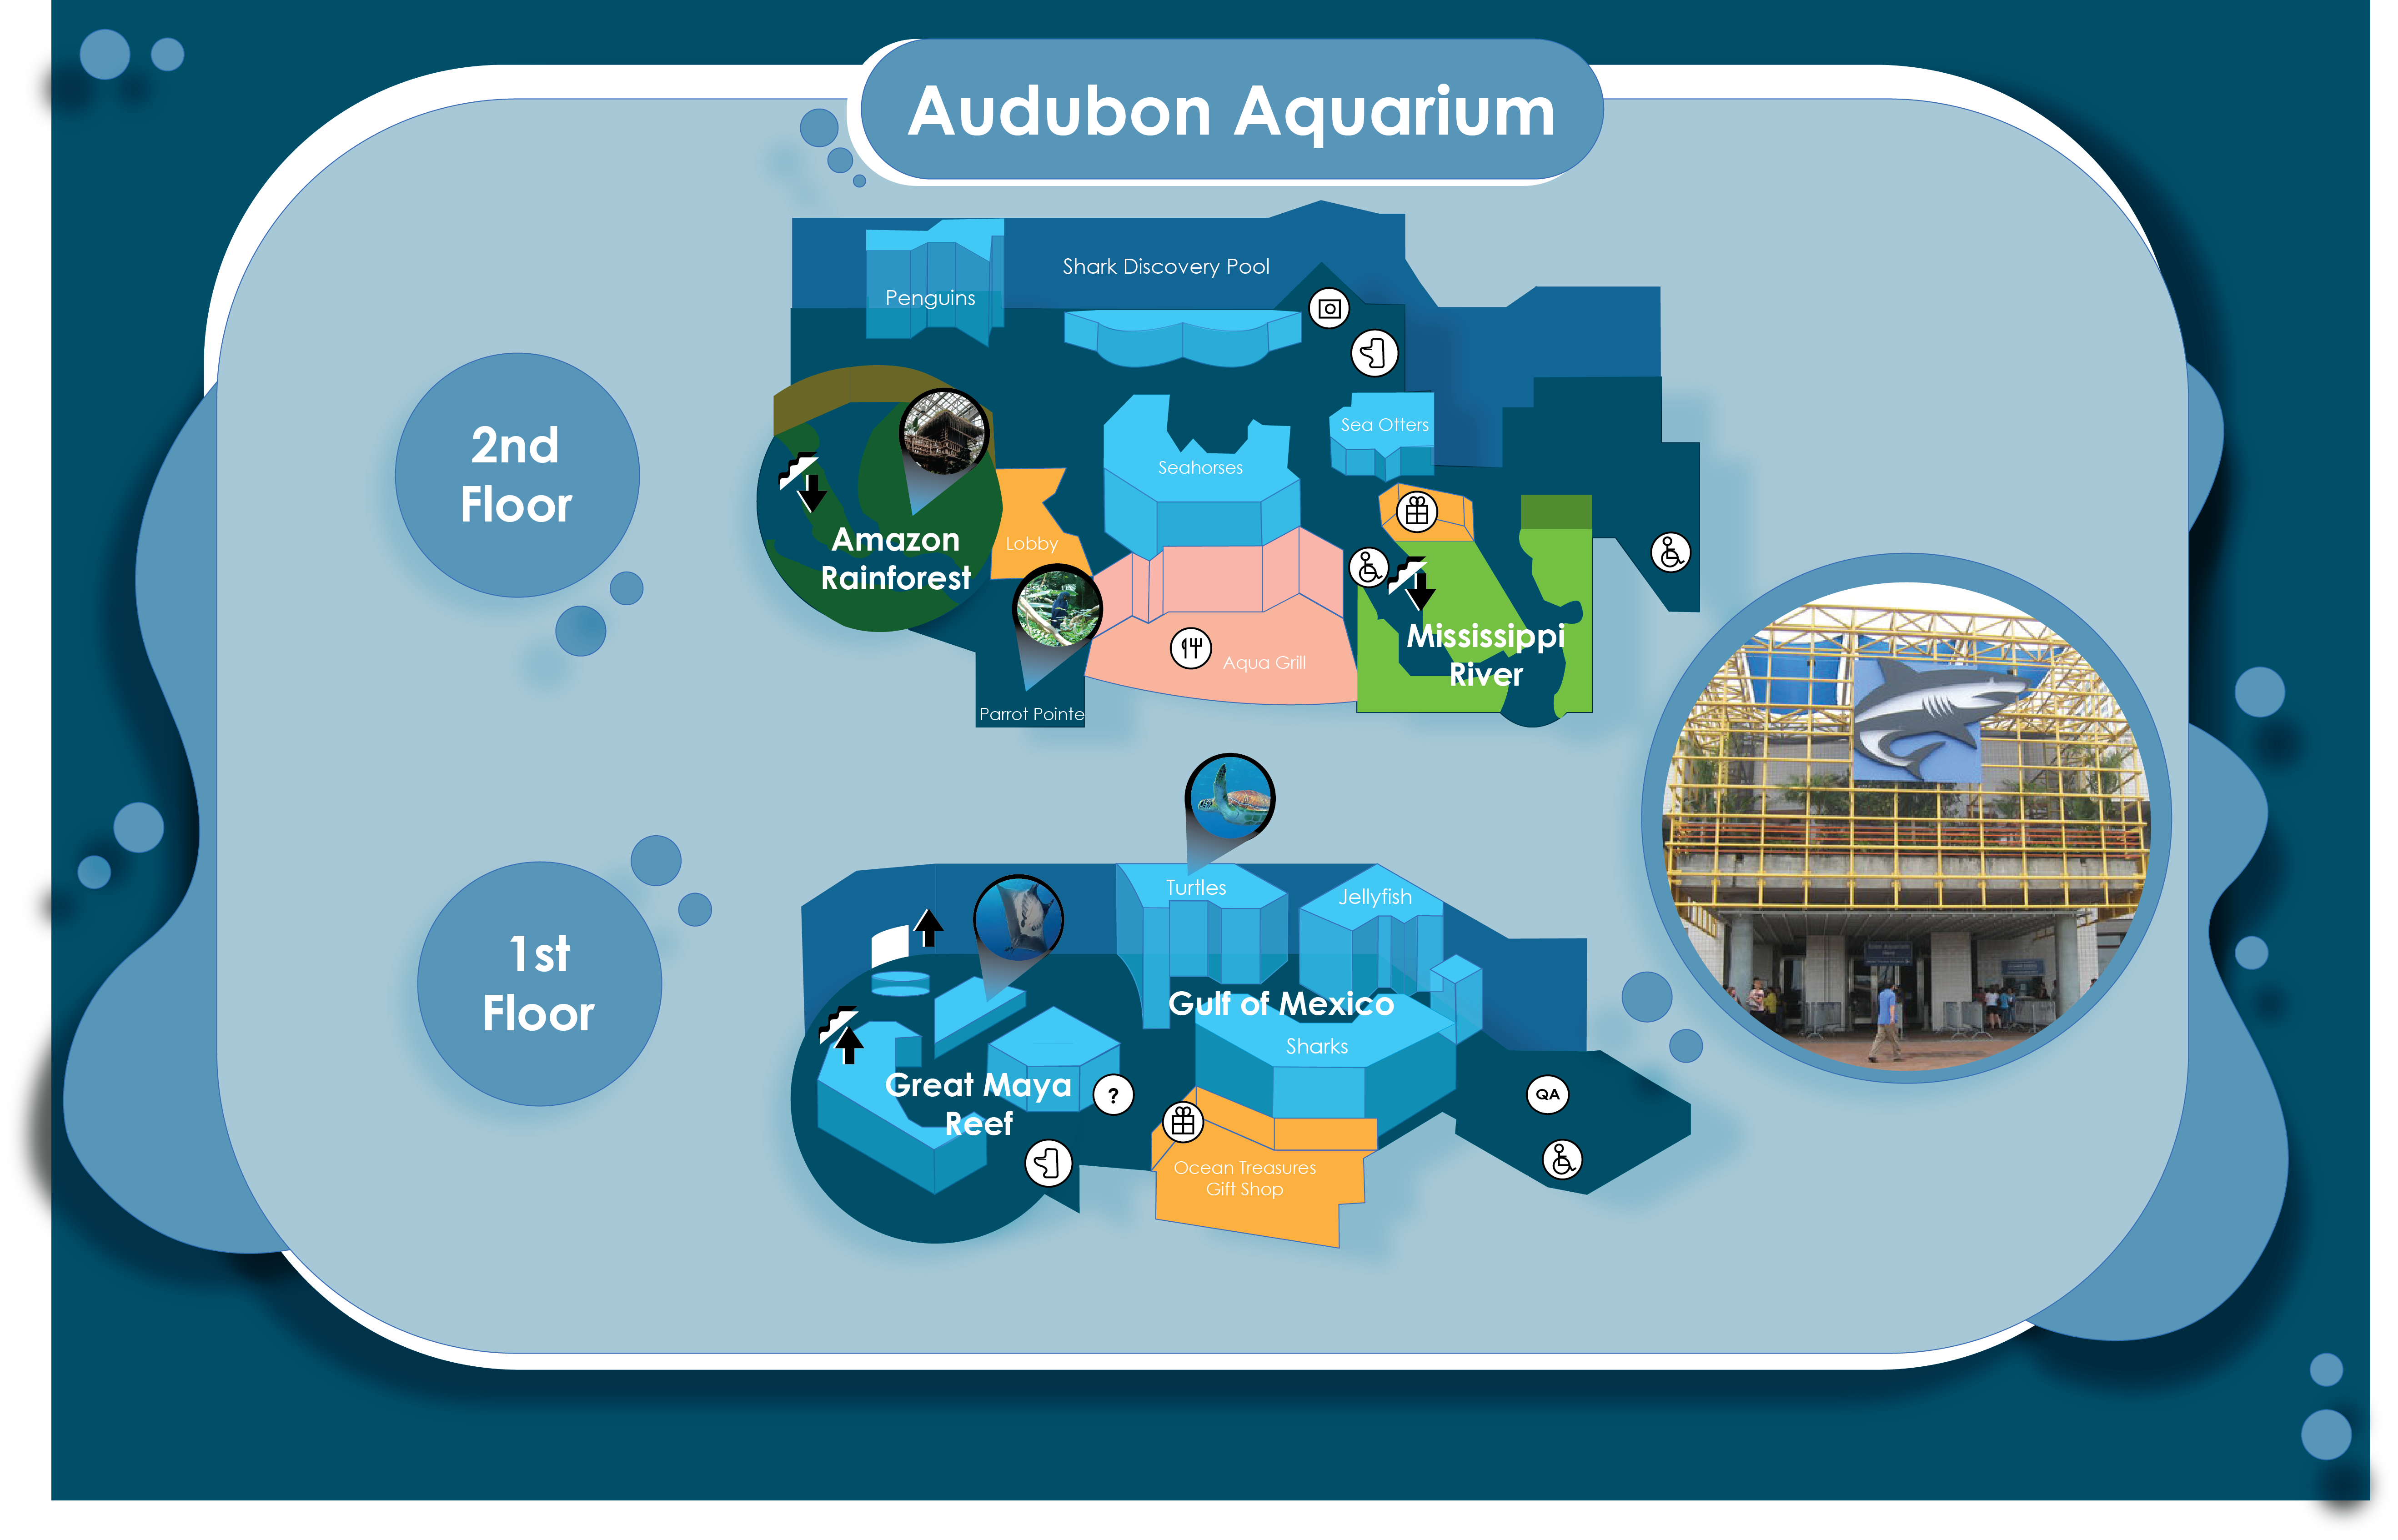 Audubon Aquarium
Shark Discovery Pool
Penguins
2nd
Floor
Sea Otters
Seahorses
Amazon
Rainforest
Lobby
Mississippi
River
Aqua Grill
Parrot Pointe
1st
Floor
Turtles
Jellyfish
Gulf of Mexico
Sharks
Great Maya
Reef
?
QA
Ocean Treasures
Gift Shop